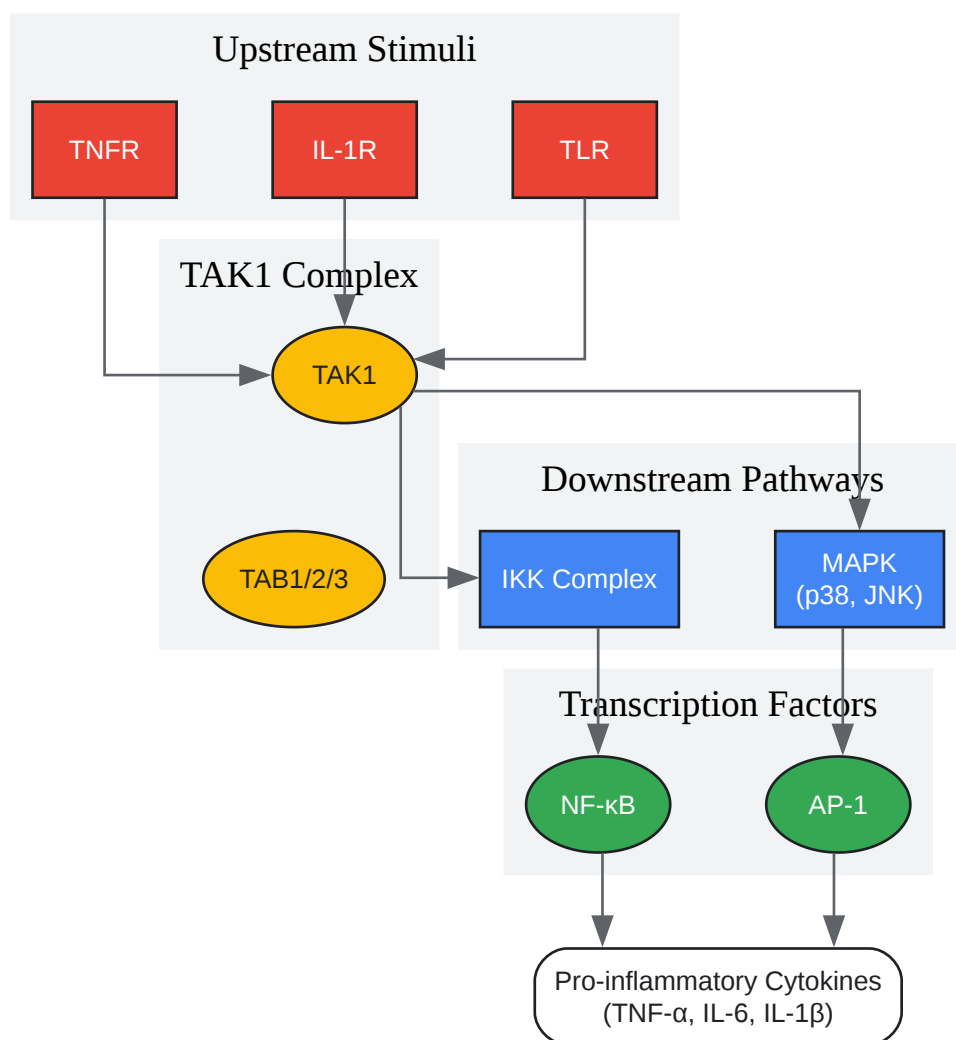 Upstream Stimuli
TNFR
IL-1R
TLR
TAK1 Complex
TAK1
Downstream Pathways
TAB1/2/3
IKK Complex
MAPK
(p38, JNK)
Transcription Factors
NF-κB
AP-1
Pro-inflammatory Cytokines
(TNF-α, IL-6, IL-1β)